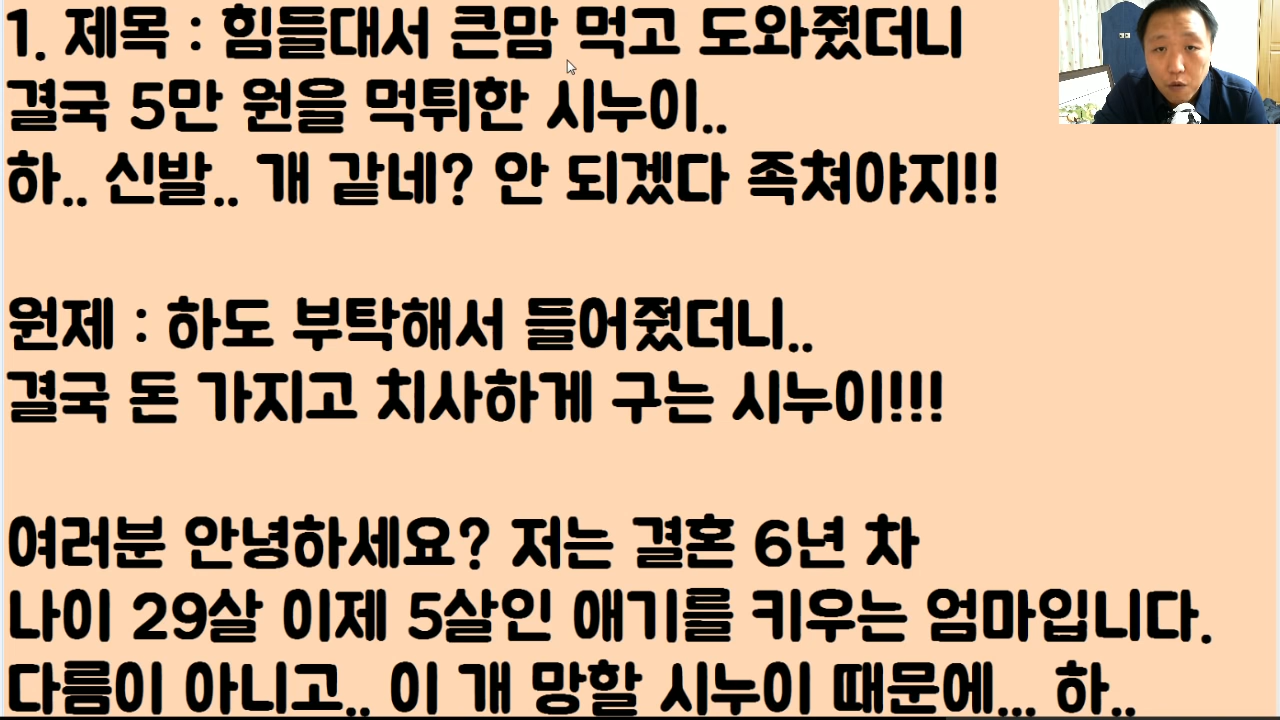 1. 제목 : 힘들대서 큰맘 먹고 도와줬더니
결국 5만 원을 먹튀한 시누이..
하.. 신발.. 개 같네? 안 되겠다 족쳐야지!!
원제 : 하도 부탁해서 들어줬더니..
결국 돈 가지고 치사하게 구는 시누이!!!
여러분 안녕하세요? 저는 결혼 6년 차
나이 29살 이제 5살인 애기를 키우는 엄마입니다.
다름이 아니고.. 이 개 망할 시누이 때문에... 하..